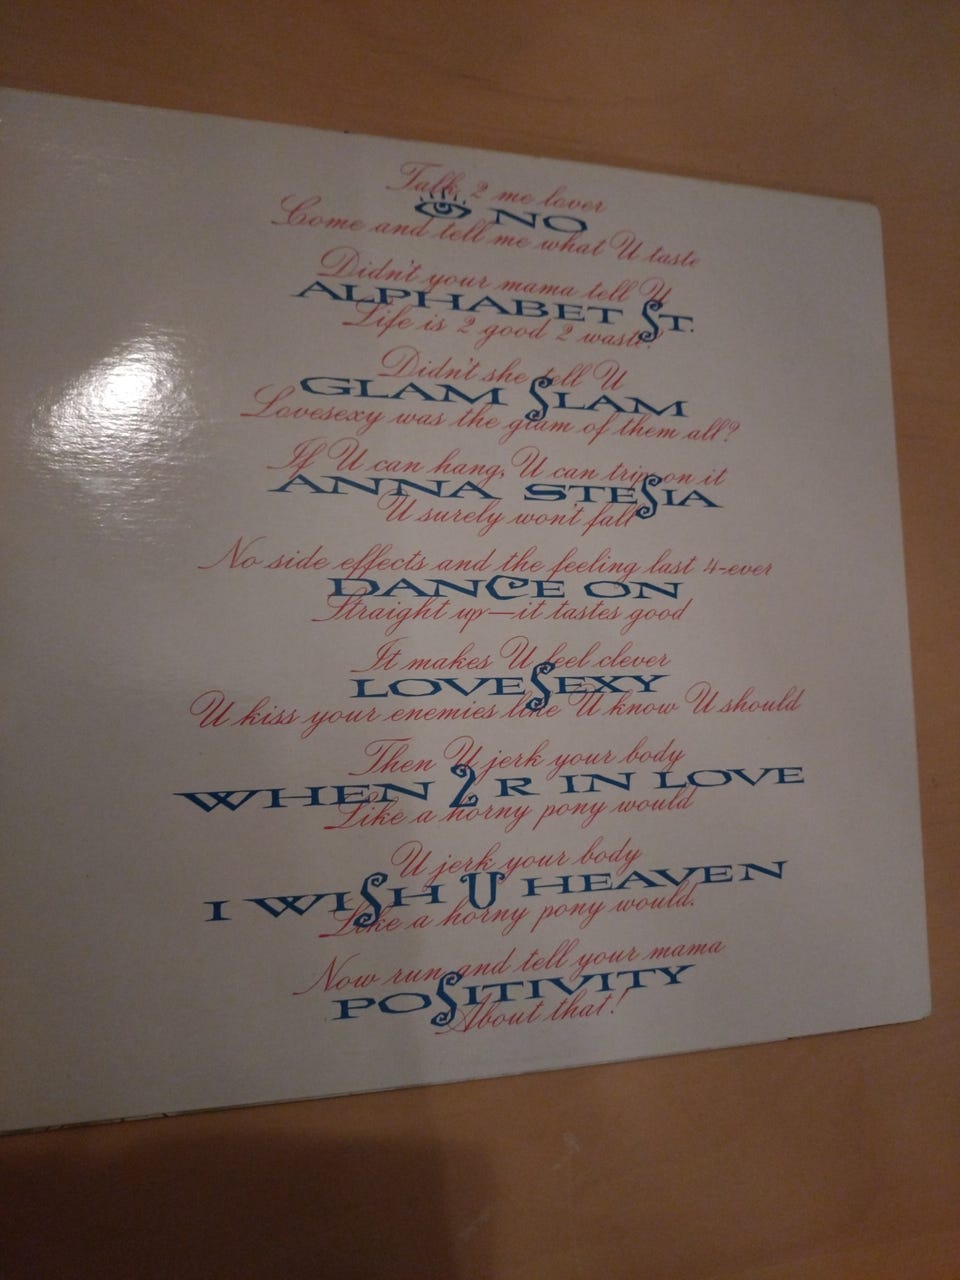 Talk 2 me lover
NO
Come and tell me what U taste
Didn't your mama tell U
ALPHABET ST.
Life is 2 good 2 waste?
Didn't she tell U
GLAM SLAM
Lovesexy was the glam of them all?
If U can hang, U can trip on it
ANNA STESIA
U surely won't fall
No side effects and the feeling last 4-ever
DANCE ON
Straight up—it tastes good
It makes U feel clever
LOVESEXY
U kiss your enemies like U know U should
Then U jerk your body
WHEN 2 R IN LOVE
Like a horny pony would
U jerk your body
I WISH U HEAVEN
Like a horny pony would.
Now run and tell your mama
POSITIVITY
About that!